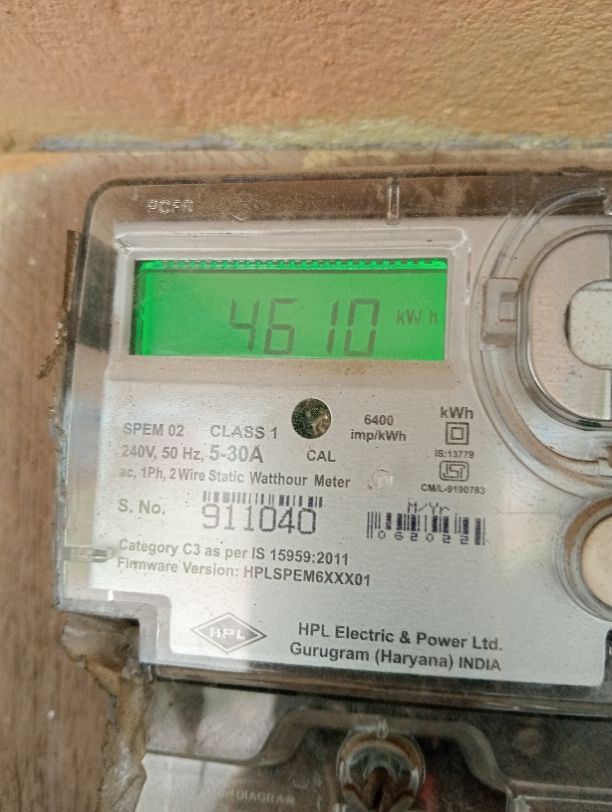 4610 kWh
SPEM 02 CLASS 1 6400 imp/kWh kWh
240V, 50 Hz, 5-30A CAL IS:13779
ac, 1Ph, 2 Wire Static Watthour Meter CM/L-9190783
S. No. 911040 M/Yr 062022
Category C3 as per IS 15959:2011
Firmware Version: HPLSPEM6XXX01
HPL HPL Electric & Power Ltd.
Gurugram (Haryana) INDIA
DIAGRAM